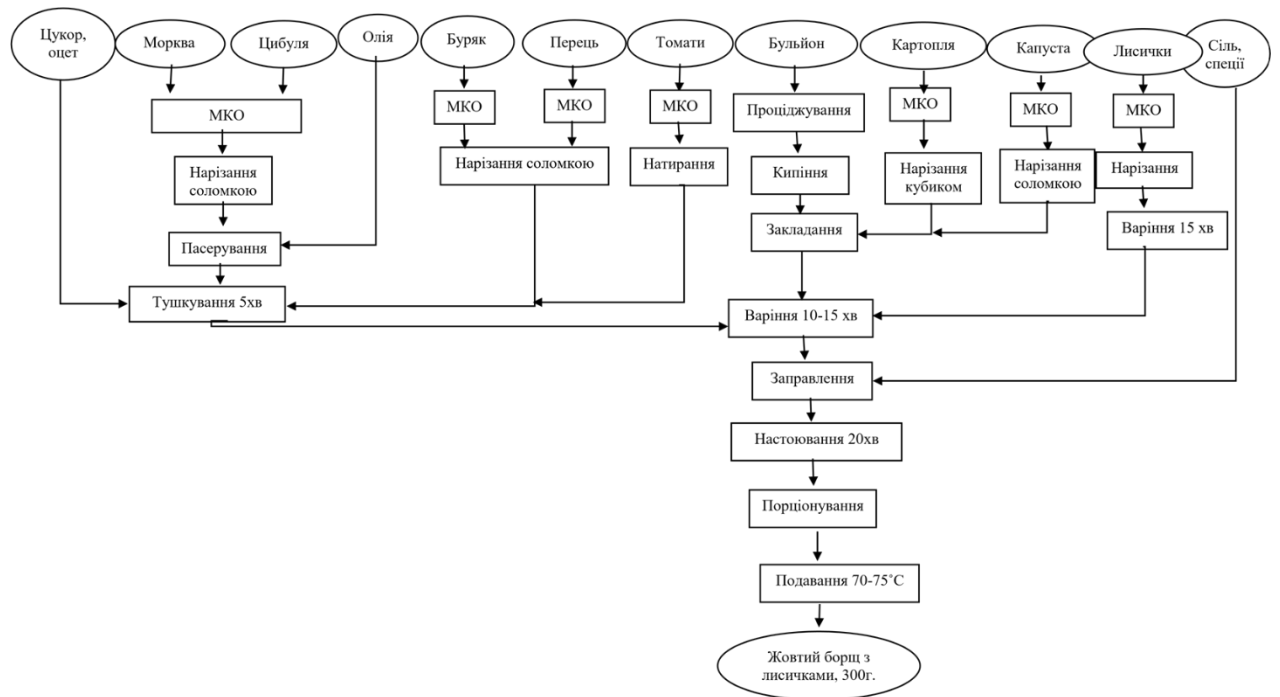 Цукор,
оцет
Морква
Цибуля
Олія
Буряк
Перець
Томати
Бульйон
Картопля
Капуста
Лисички
Сіль,
спеції
МКО
МКО
МКО
МКО
Проціджування
МКО
МКО
МКО
Нарізання
соломкою
Нарізання соломкою
Натирання
Кипіння
Нарізання
кубиком
Нарізання
соломкою
Нарізання
Пасерування
Закладання
Варіння 15 хв
Тушкування 5хв
Варіння 10-15 хв
Заправлення
Настоювання 20хв
Порціонування
Подавання 70-75˚С
Жовтий борщ з
лисичками, 300г.